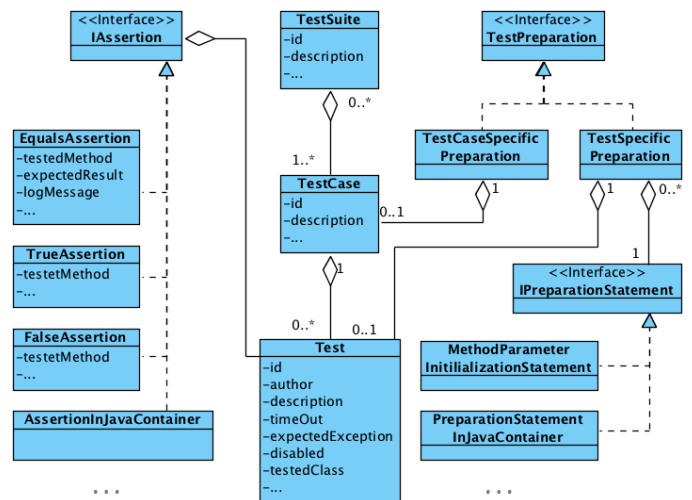 <<Interface>>
IAssertion
TestSuite
-id
-description
-...
<<Interface>>
TestPreparation
0..*
EqualsAssertion
-testedMethod
-expectedResult
-logMessage
-...
TestCaseSpecific
Preparation
TestSpecific
Preparation
1..*
TestCase
-id
-description
-...
0..1
1
1
0..*
TrueAssertion
-testetMethod
-...
1
1
<<Interface>>
IPreparationStatement
FalseAssertion
-testetMethod
-...
0..*
0..1
Test
-id
-author
-description
-timeOut
-expectedException
-disabled
-testedClass
-...
MethodParameter
InitilializationStatement
AssertionInJavaContainer
PreparationStatement
InJavaContainer
...
...